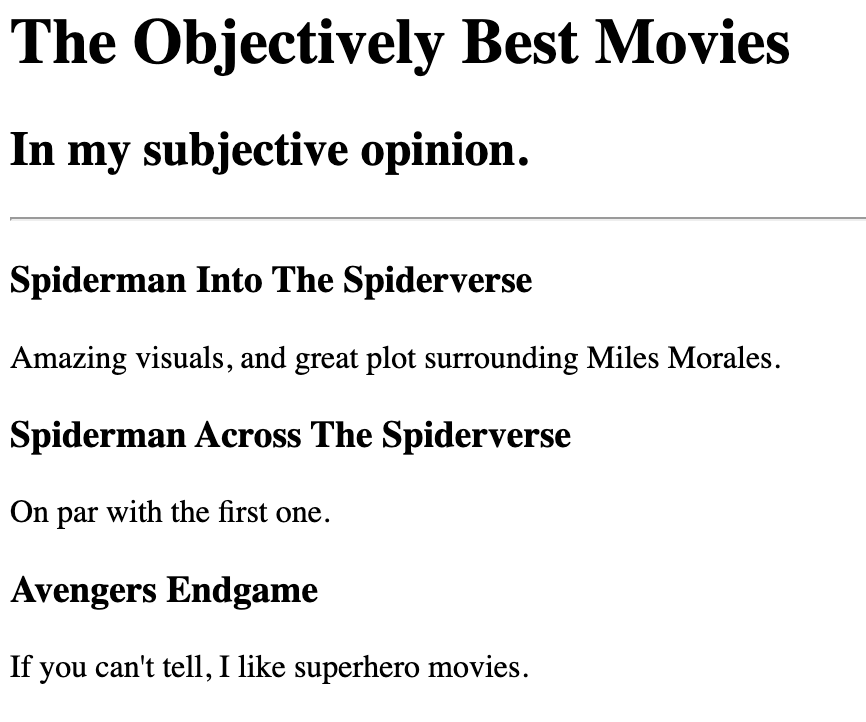 The Objectively Best Movies
In my subjective opinion.
Spiderman Into The Spiderverse
Amazing visuals, and great plot surrounding Miles Morales.
Spiderman Across The Spiderverse
On par with the first one.
Avengers Endgame
If you can't tell, I like superhero movies.